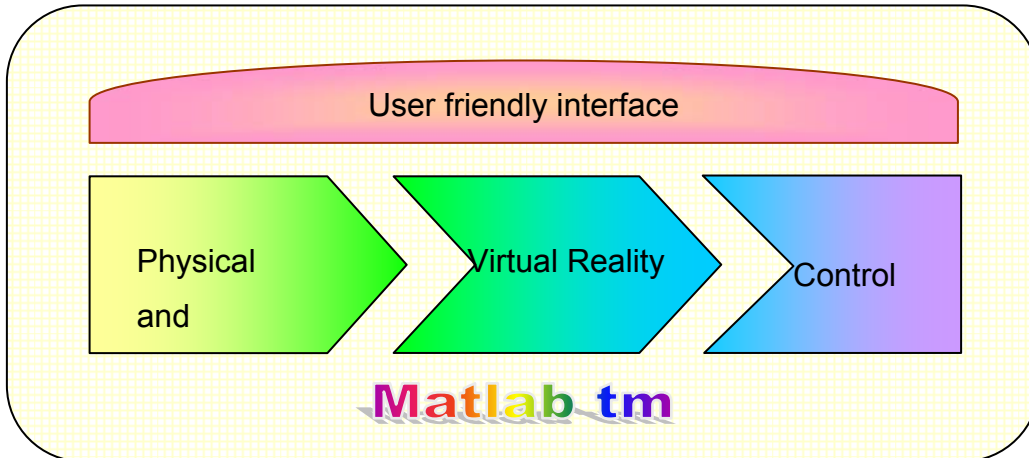 User friendly interface
Physical
and
Virtual Reality
Control
Matlab tm